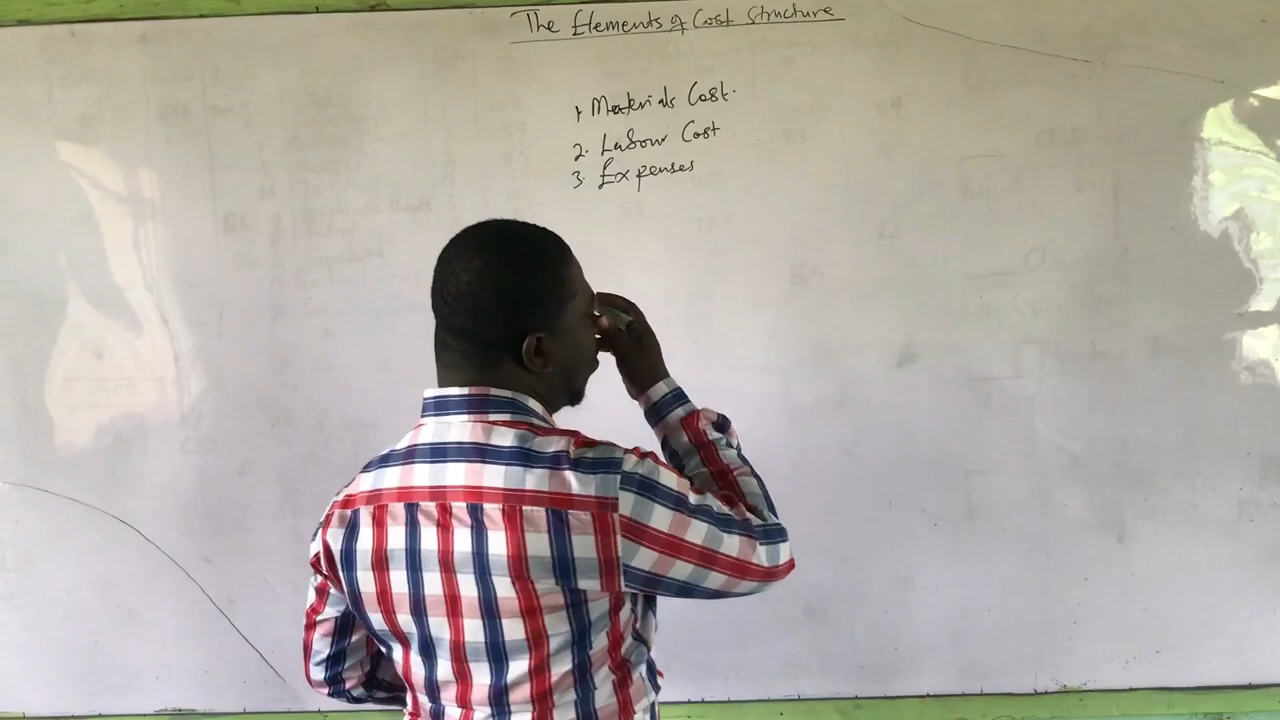 The Elements of Cost Structure
1. Materials Cost.
2. Labour Cost
3. Expenses